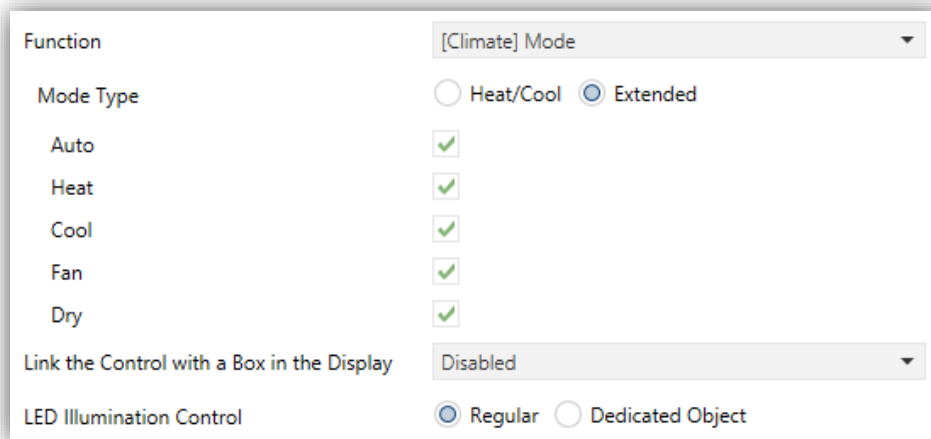 Function [Climate] Mode
Mode Type Heat/Cool Extended
Auto
Heat
Cool
Fan
Dry
Link the Control with a Box in the Display Disabled
LED Illumination Control Regular Dedicated Object